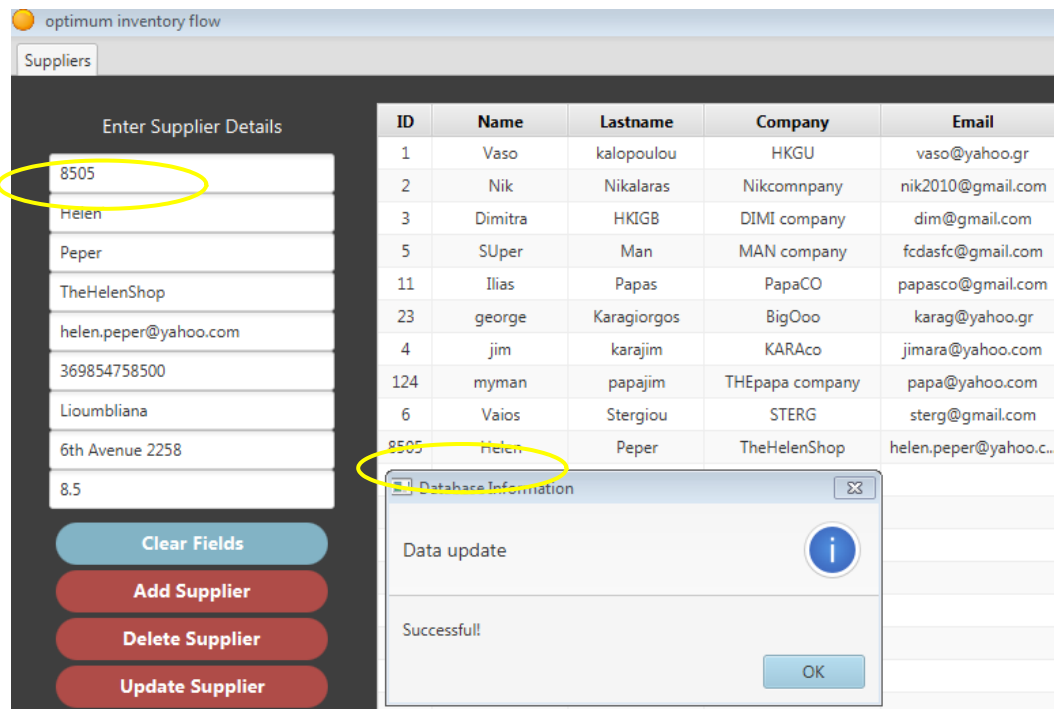 optimum inventory flow
Suppliers
Enter Supplier Details
8505
Helen
Peper
TheHelenShop
helen.peper@yahoo.com
369854758500
Lioumbliana
6th Avenue 2258
8.5
Clear Fields
Add Supplier
Delete Supplier
Update Supplier
ID Name Lastname Company Email
1 Vaso kalopoulou HKGU vaso@yahoo.gr
2 Nik Nikalaras Nikcomnpany nik2010@gmail.com
3 Dimitra HKIGB DIMI company dim@gmail.com
5 SUper Man MAN company fcdasfc@gmail.com
11 Ilias Papas PapaCO papasco@gmail.com
23 george Karagiorgos BigOoo karag@yahoo.gr
4 jim karajim KARAco jimara@yahoo.com
124 myman papajim THEpapa company papa@yahoo.com
6 Vaios Stergiou STERG sterg@gmail.com
8505 Helen Peper TheHelenShop helen.peper@yahoo.c...
Database Information
Data update
Successful!
OK